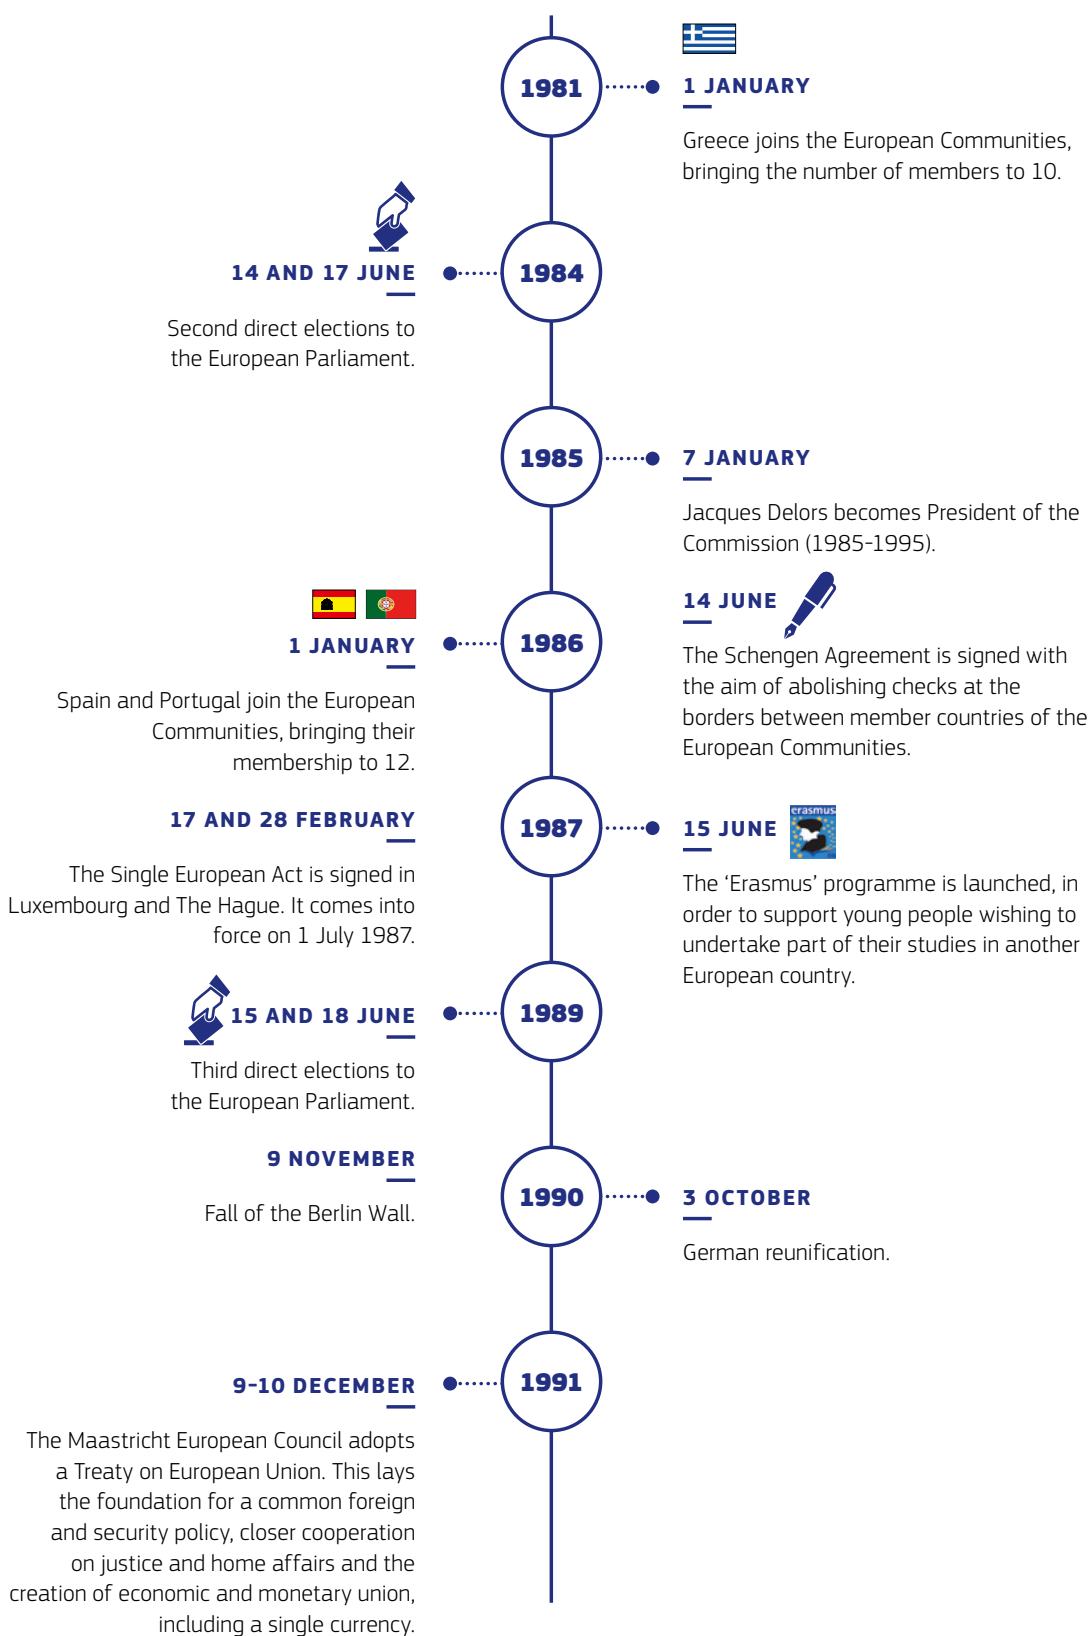 1981
1 JANUARY
Greece joins the European Communities,
bringing the number of members to 10.
1984
14 AND 17 JUNE
Second direct elections to
the European Parliament.
1985
7 JANUARY
Jacques Delors becomes President of the
Commission (1985-1995).
14 JUNE
The Schengen Agreement is signed with
the aim of abolishing checks at the
borders between member countries of the
European Communities.
1986
1 JANUARY
Spain and Portugal join the European
Communities, bringing their
membership to 12.
17 AND 28 FEBRUARY
The Single European Act is signed in
Luxembourg and The Hague. It comes into
force on 1 July 1987.
1987
15 JUNE
erasmus
The ‘Erasmus’ programme is launched, in
order to support young people wishing to
undertake part of their studies in another
European country.
1989
15 AND 18 JUNE
Third direct elections to
the European Parliament.
9 NOVEMBER
Fall of the Berlin Wall.
1990
3 OCTOBER
German reunification.
1991
9-10 DECEMBER
The Maastricht European Council adopts
a Treaty on European Union. This lays
the foundation for a common foreign
and security policy, closer cooperation
on justice and home affairs and the
creation of economic and monetary union,
including a single currency.